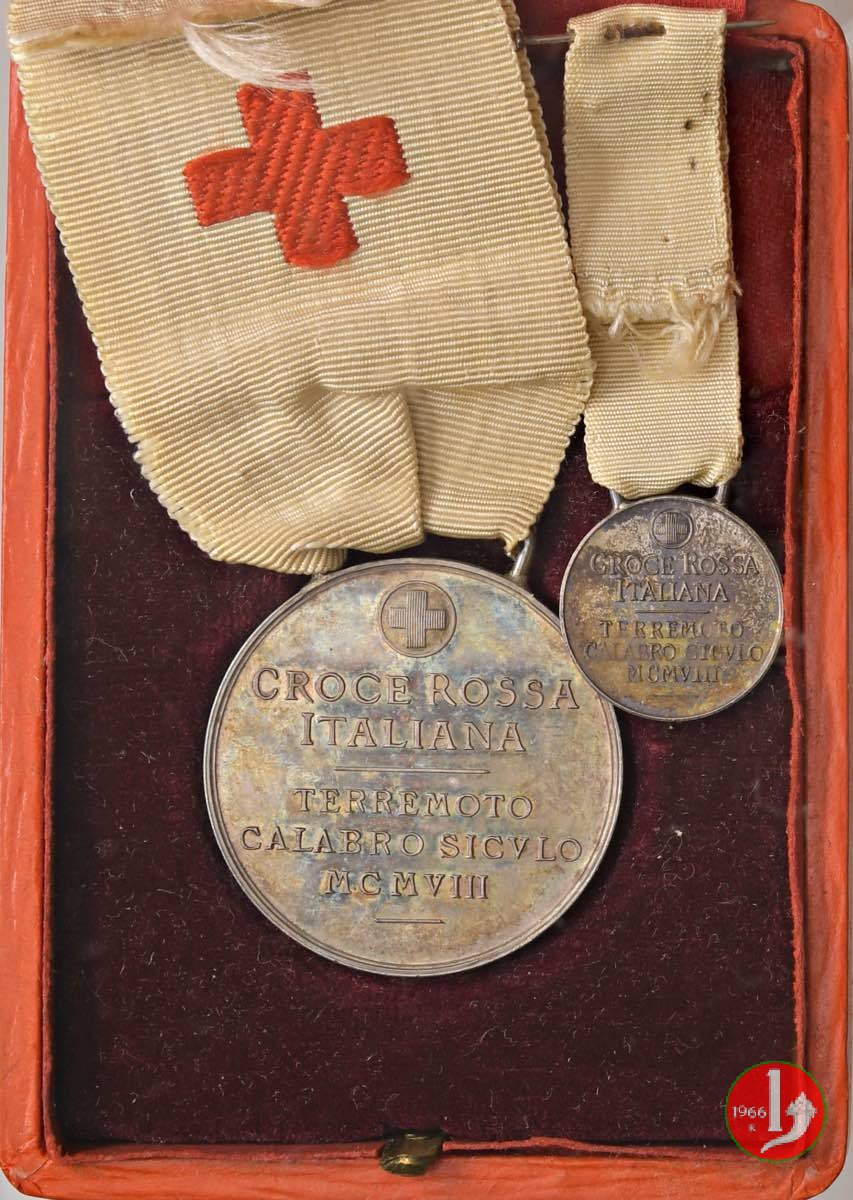 CROCE ROSSA
ITALIANA
TERREMOTO
CALABRO SICVLO
MCMVIII
CROCE ROSSA
ITALIANA
TERREMOTO
CALABRO SICVLO
MCMVIII
1966
R